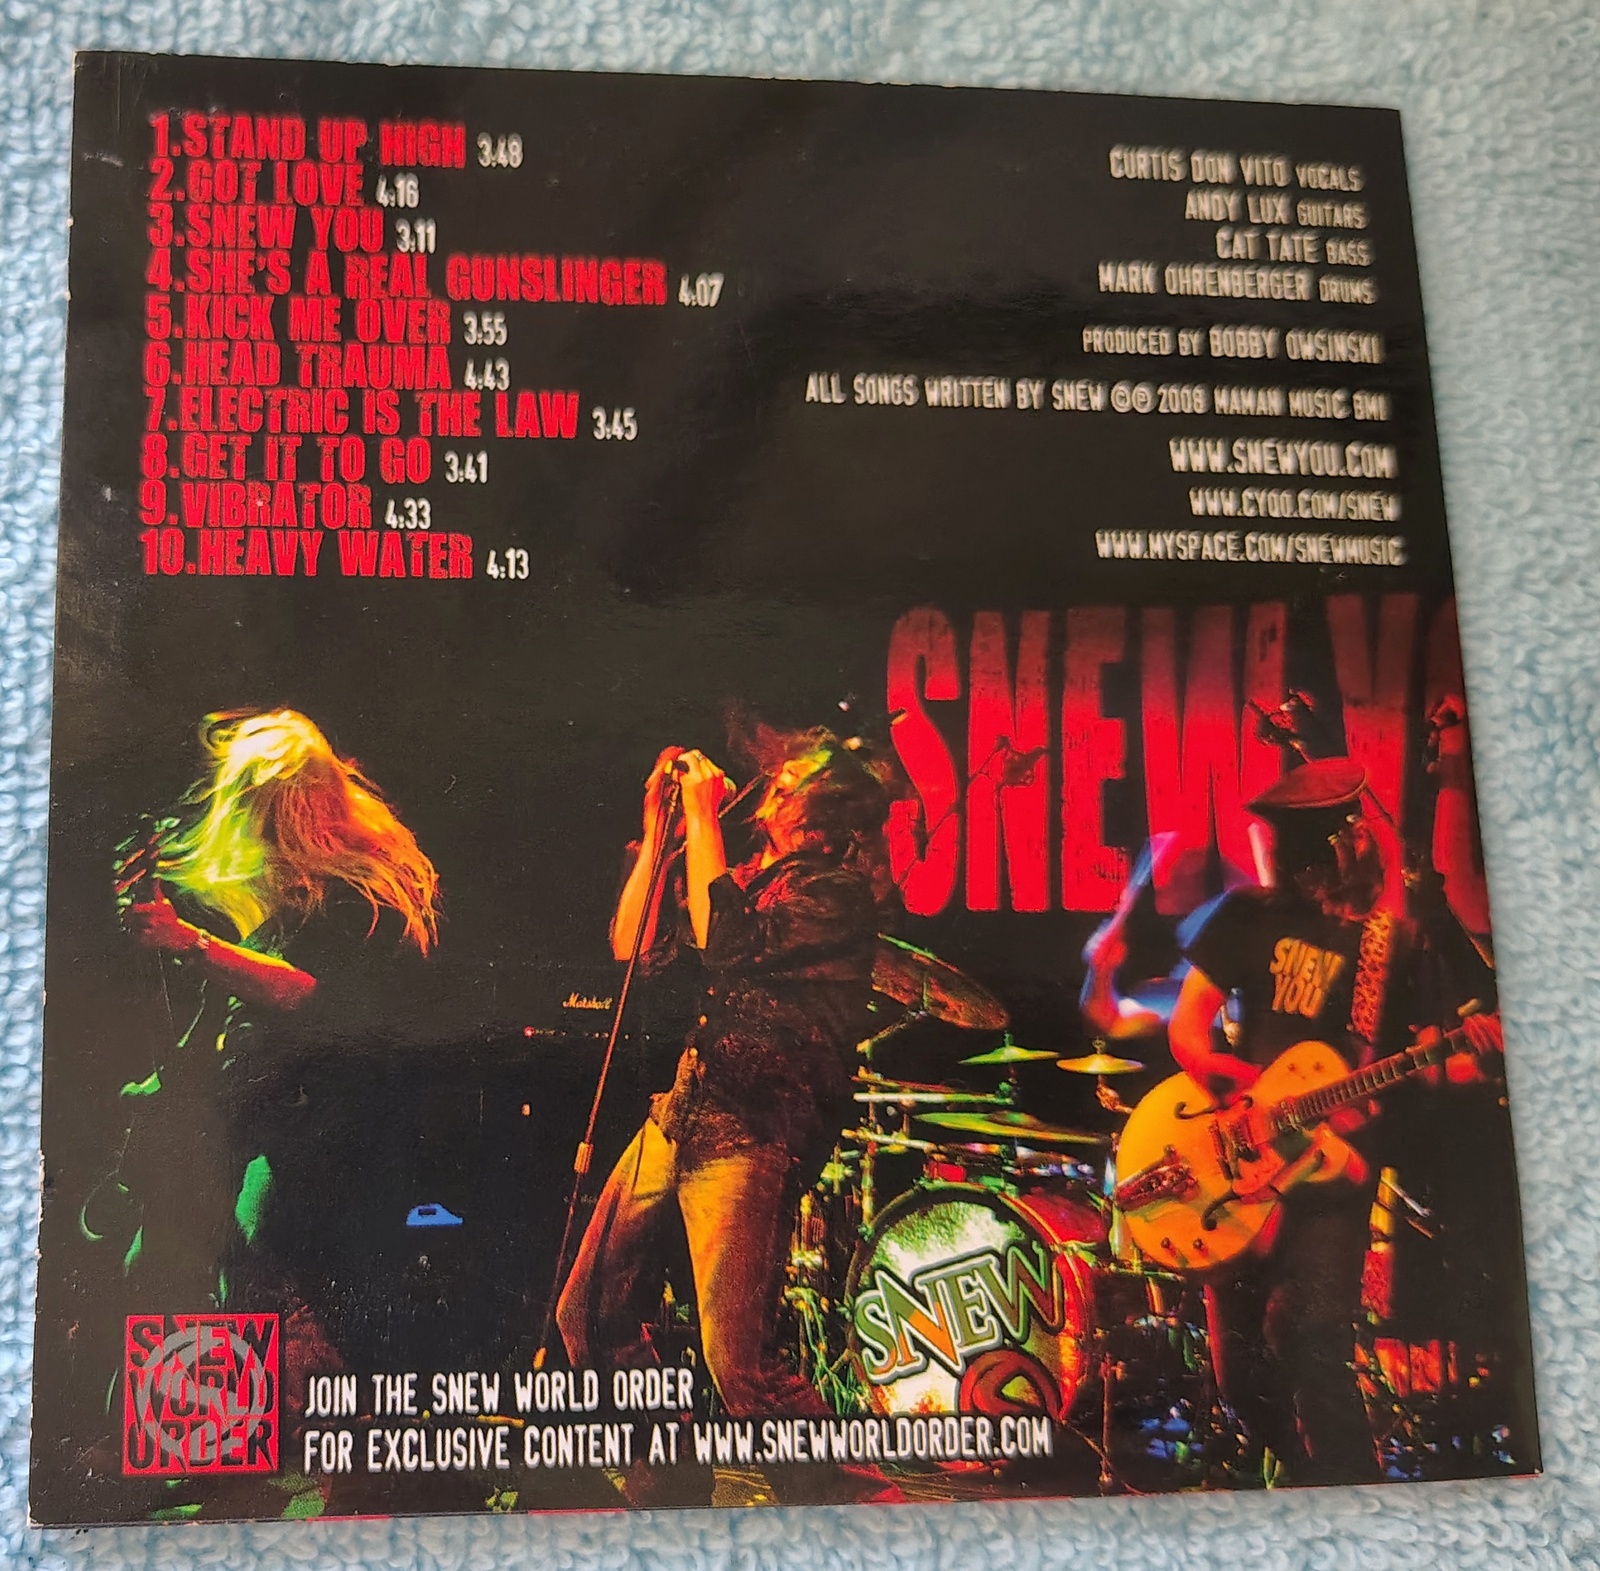 1.STAND UP HIGH 3:48
2.GOT LOVE 4:16
3.SNEW YOU 3:11
4.SHE'S A REAL GUNSLINGER 4:07
5.KICK ME OVER 3:55
6.HEAD TRAUMA 4:43
7.ELECTRIC IS THE LAW 3:45
8.GET IT TO GO 3:41
9.VIBRATOR 4:33
10.HEAVY WATER 4:13
CURTIS DON VITO VOCALS
ANDY LUX GUITARS
CAT TATE BASS
MARK OHRENBERGER DRUMS
PRODUCED BY BOBBY OWSINSKI
ALL SONGS WRITTEN BY SNEW ©℗ 2008 MAMAN MUSIC BMI
WWW.SNEWYOU.COM
WWW.CYOO.COM/SNEW
WWW.MYSPACE.COM/SNEWMUSIC
SNEW YO
Marshall
SNEW
YOU
SNEW
SNEW
WORLD
ORDER
JOIN THE SNEW WORLD ORDER
FOR EXCLUSIVE CONTENT AT WWW.SNEWWORLDORDER.COM